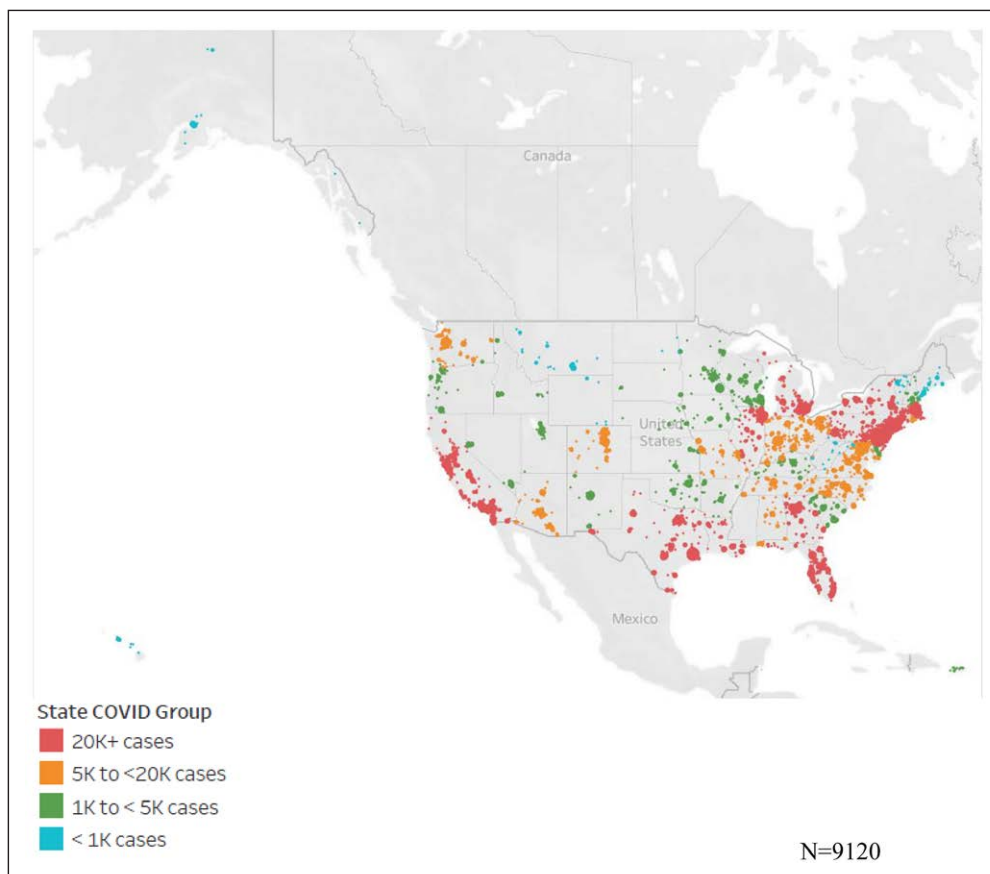 Canada
United
States
Mexico
State COVID Group
20K+ cases
5K to <20K cases
1K to < 5K cases
< 1K cases
N=9120